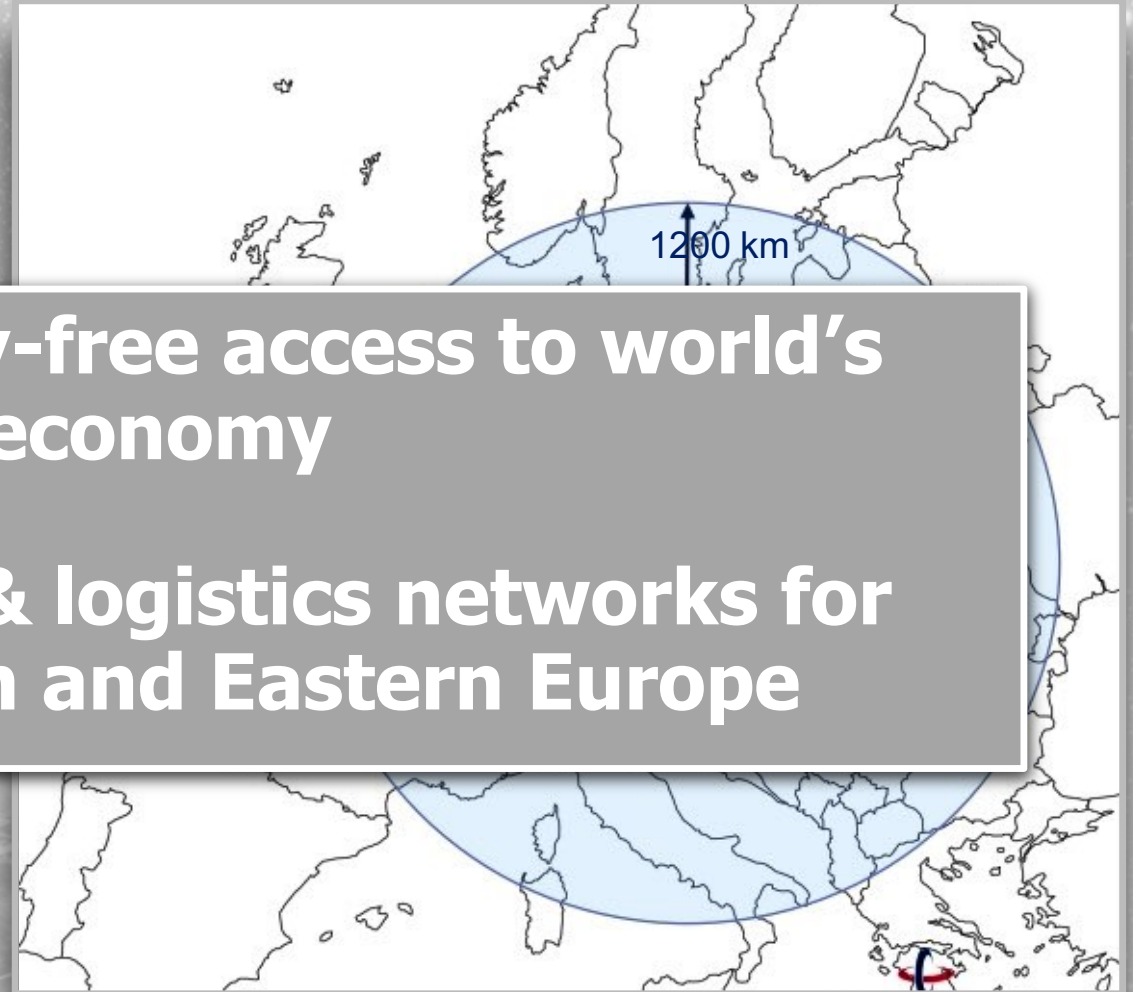 1200 km
-free access to world's
economy
& logistics networks for
and Eastern Europe